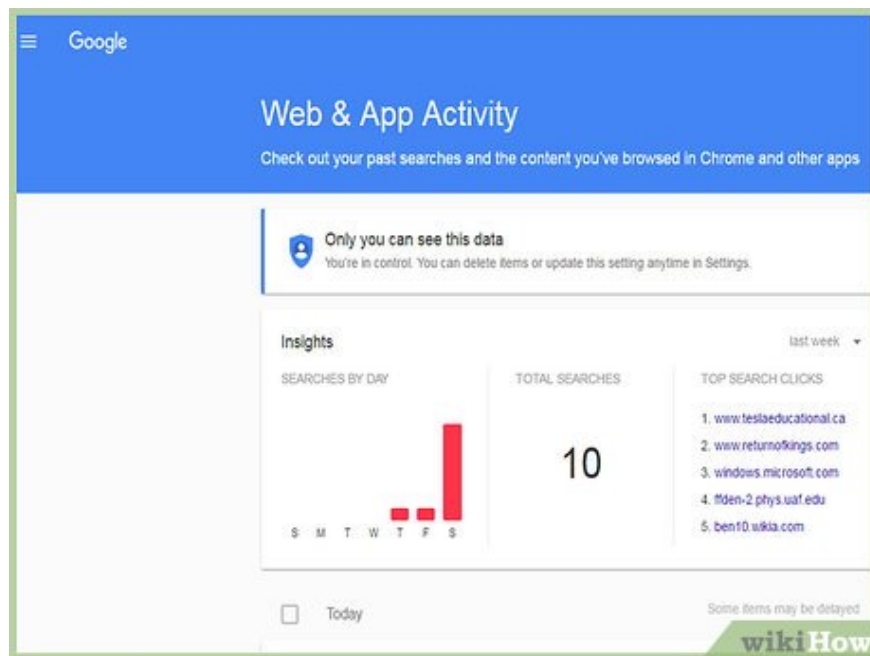 Google
Web & App Activity
Check out your past searches and the content you've browsed in Chrome and other apps
Only you can see this data
You're in control. You can delete items or update this setting anytime in Settings.
Insights
last week
SEARCHES BY DAY
TOTAL SEARCHES
TOP SEARCH CLICKS
S M T W T F S
10
1. www.teslaeducational.ca
2. www.returnofkings.com
3. windows.microsoft.com
4. ffden-2.phys.uaf.edu
5. ben10.wikia.com
Today
Some items may be delayed
wikiHow